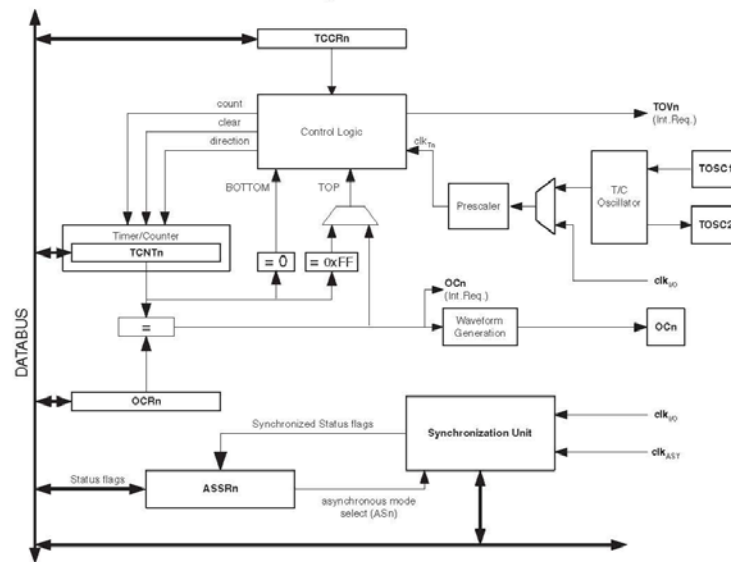 TCCRn
count
clear
direction
Control Logic
TOVn
(Int.Req.)
clkTn
BOTTOM
TOP
Prescaler
T/C
Oscillator
TOSC1
TOSC2
Timer/Counter
TCNTn
= 0
= 0xFF
clkI/O
OCn
(Int.Req.)
=
Waveform
Generation
OCn
DATABUS
OCRn
Synchronized Status flags
Synchronization Unit
clkI/O
clkASY
Status flags
ASSRn
asynchronous mode
select (ASn)